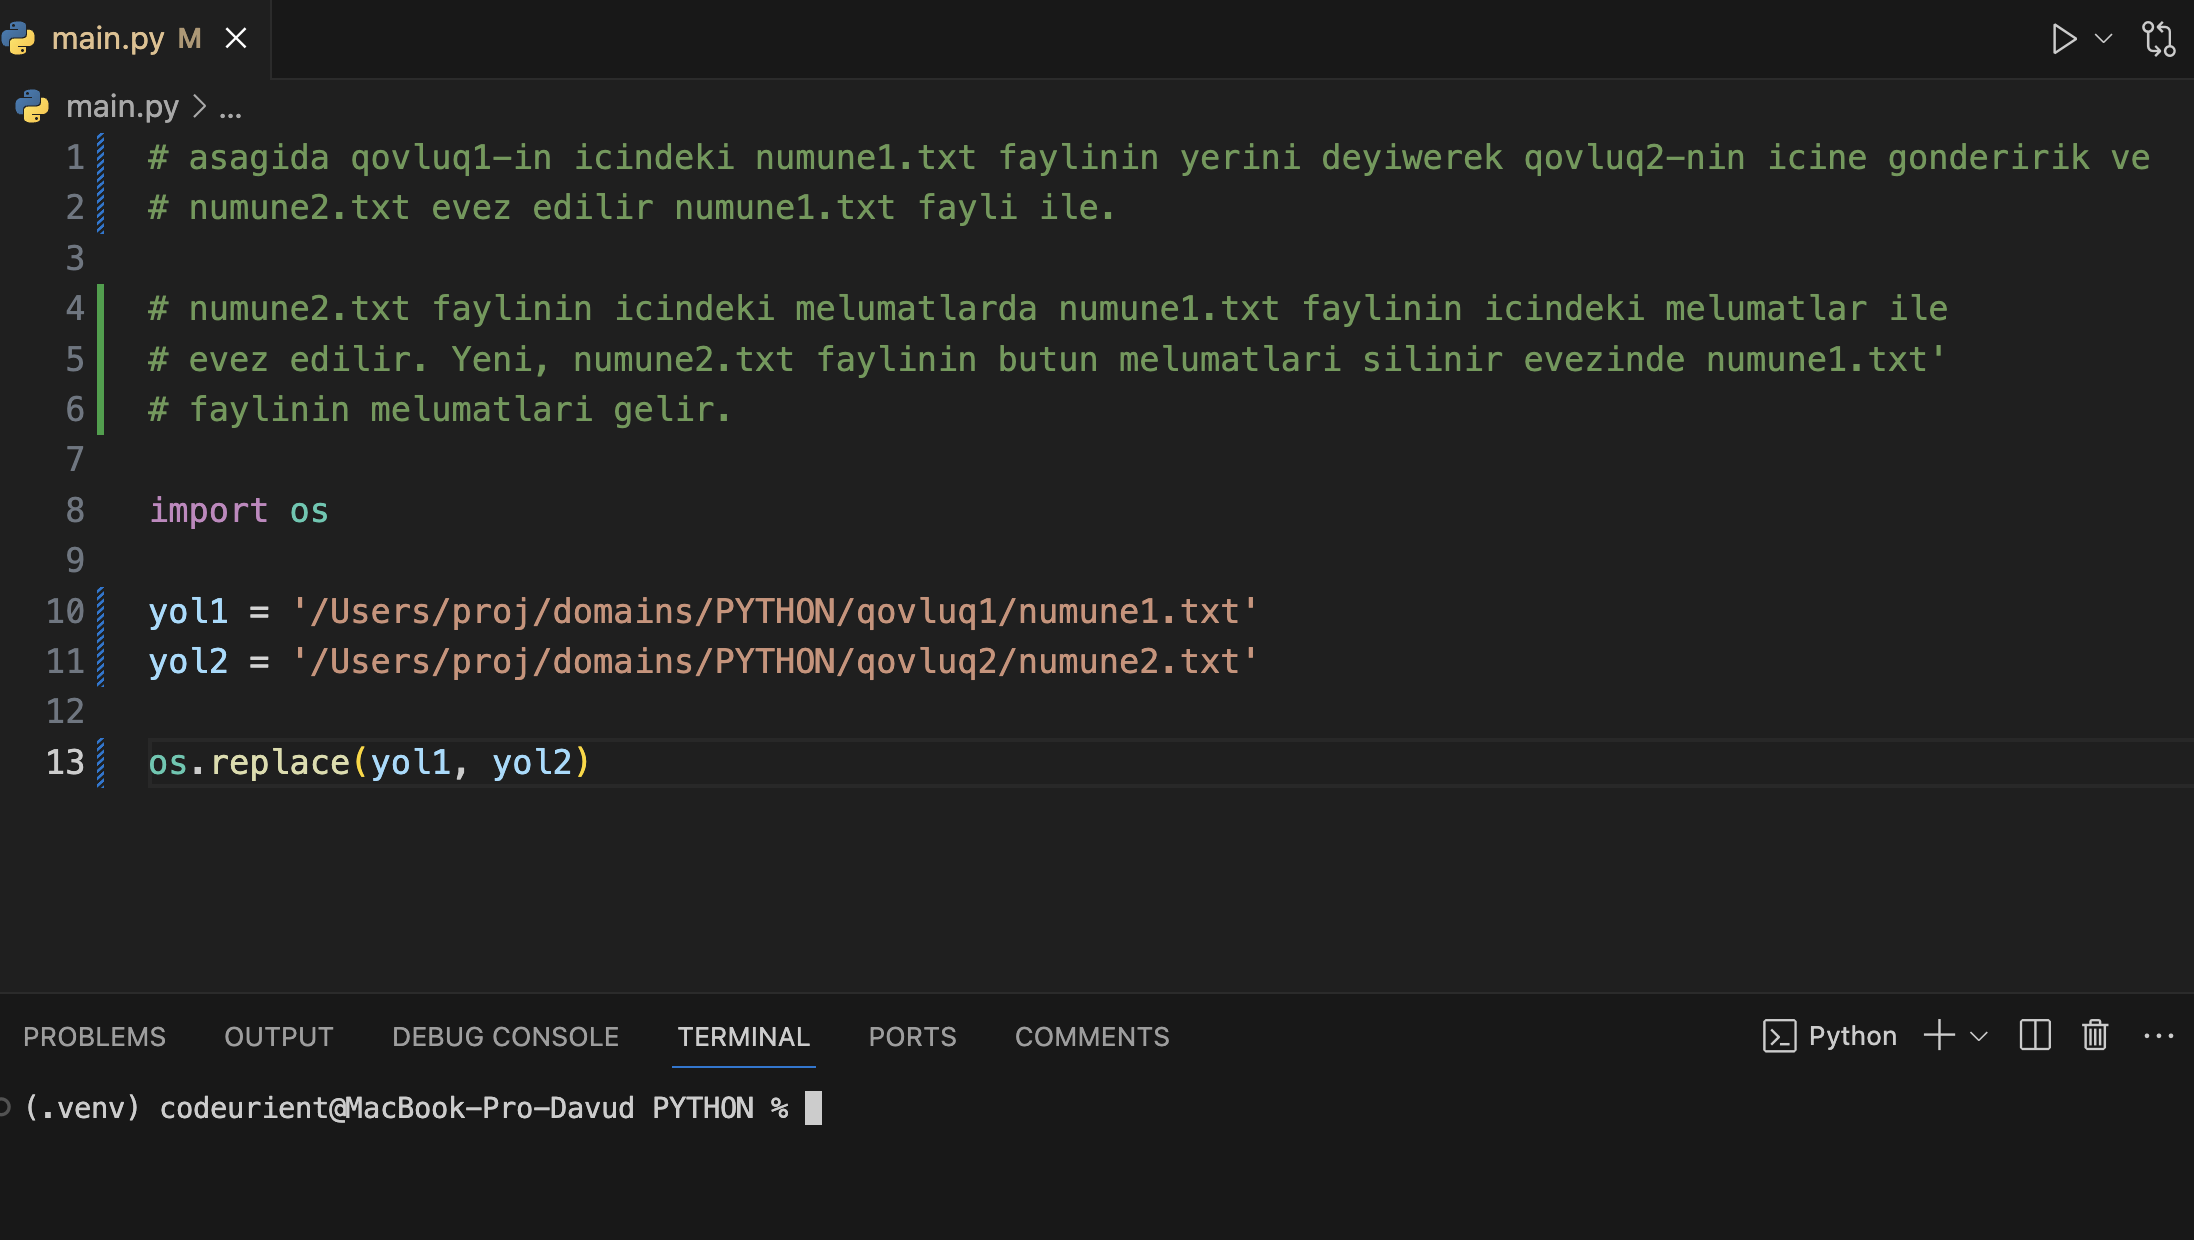 main.py M
main.py > ...
1 # asagida qovluq1-in icindeki numune1.txt faylinin yerini deyiwerek qovluq2-nin icine gonderirik ve
2 # numune2.txt evez edilir numune1.txt fayli ile.
3
4 # numune2.txt faylinin icindeki melumatlarda numune1.txt faylinin icindeki melumatlar ile
5 # evez edilir. Yeni, numune2.txt faylinin butun melumatlari silinir evezinde numune1.txt'
6 # faylinin melumatlari gelir.
7
8 import os
9
10 yol1 = '/Users/proj/domains/PYTHON/qovluq1/numune1.txt'
11 yol2 = '/Users/proj/domains/PYTHON/qovluq2/numune2.txt'
12
13 os.replace(yol1, yol2)
PROBLEMS OUTPUT DEBUG CONSOLE TERMINAL PORTS COMMENTS Python
(.venv) codeurient@MacBook-Pro-Davud PYTHON %